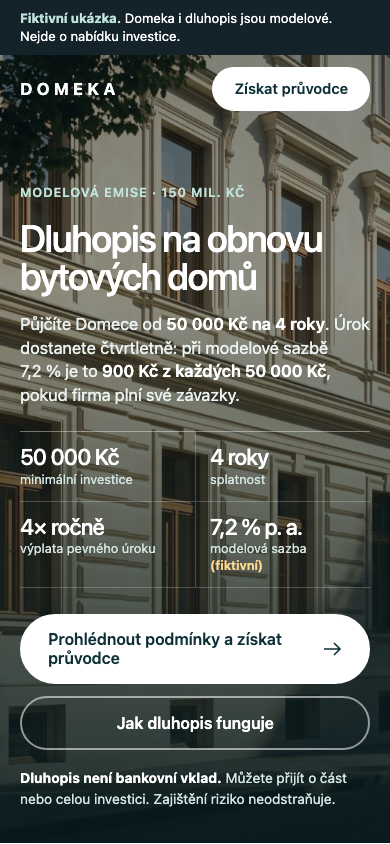 Fiktivní ukázka. Domeka i dluhopis jsou modelové.
Nejde o nabídku investice.
DOMEKA
Získat průvodce
MODELOVÁ EMISE · 150 MIL. KČ
Dluhopis na obnovu
bytových domů
Půjčíte Domece od 50 000 Kč na 4 roky. Úrok
dostanete čtvrtletně: při modelové sazbě
7,2 % je to 900 Kč z každých 50 000 Kč,
pokud firma plní své závazky.
50 000 Kč
minimální investice
4 roky
splatnost
4× ročně
výplata pevného úroku
7,2 % p. a.
modelová sazba
(fiktivní)
Prohlédnout podmínky a získat
průvodce
Jak dluhopis funguje
Dluhopis není bankovní vklad. Můžete přijít o část
nebo celou investici. Zajištění riziko neodstraňuje.